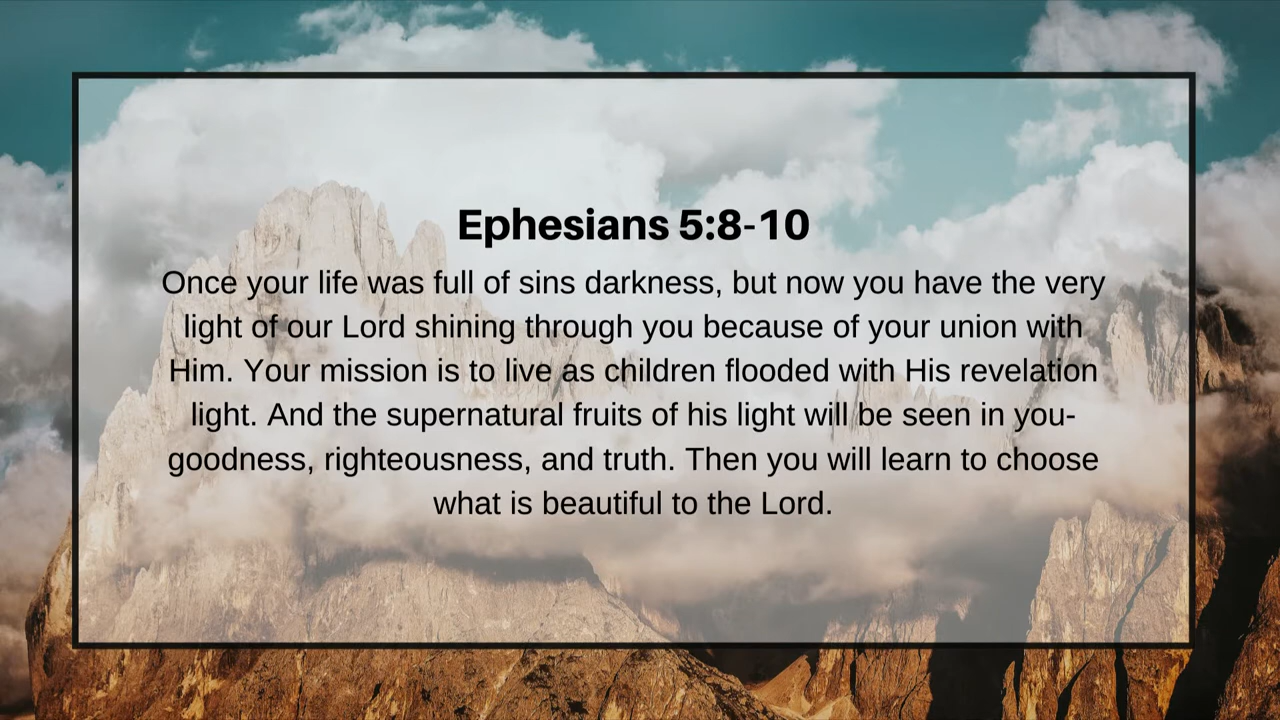 Ephesians 5:8-10
Once your life was full of sins darkness, but now you have the very
light of our Lord shining through you because of your union with
Him. Your mission is to live as children flooded with His revelation
light. And the supernatural fruits of his light will be seen in you-
goodness, righteousness, and truth. Then you will learn to choose
what is beautiful to the Lord.